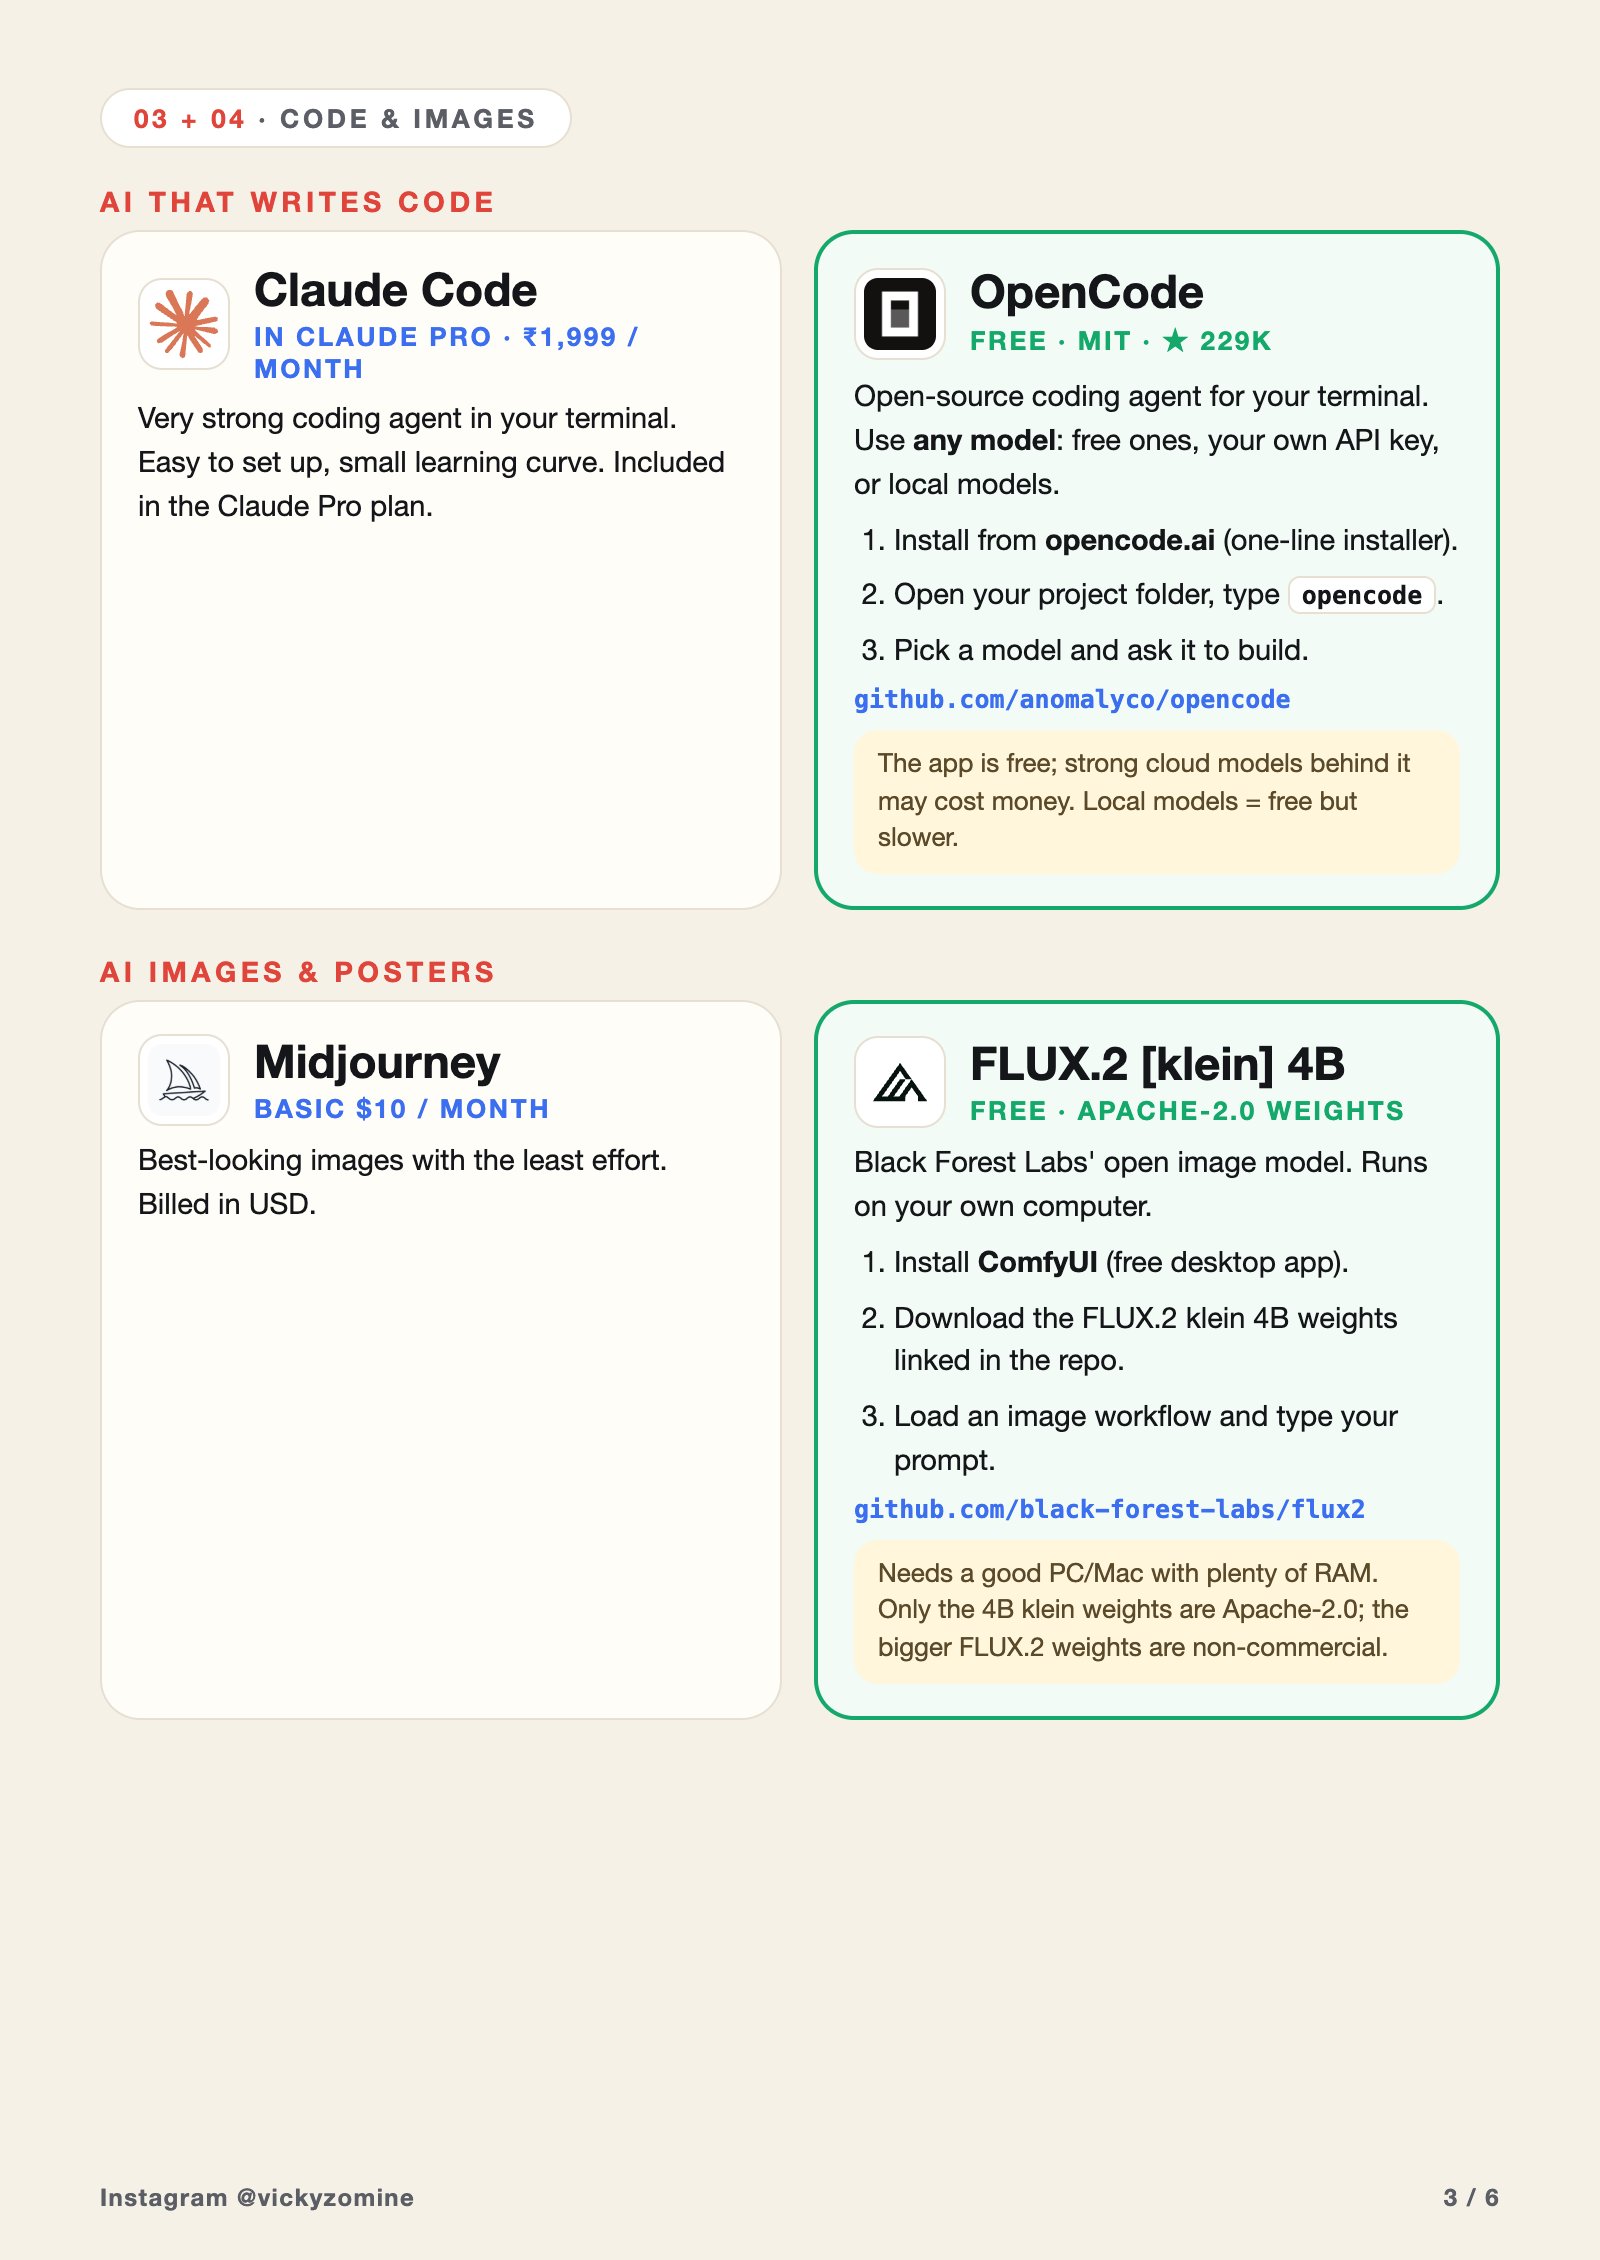 03 + 04 · CODE & IMAGES
AI THAT WRITES CODE
Claude Code
IN CLAUDE PRO · ₹1,999 /
MONTH
Very strong coding agent in your terminal.
Easy to set up, small learning curve. Included
in the Claude Pro plan.
OpenCode
FREE · MIT · ★ 229K
Open-source coding agent for your terminal.
Use any model: free ones, your own API key,
or local models.
1. Install from opencode.ai (one-line installer).
2. Open your project folder, type opencode.
3. Pick a model and ask it to build.
github.com/anomalyco/opencode
The app is free; strong cloud models behind it
may cost money. Local models = free but
slower.
AI IMAGES & POSTERS
Midjourney
BASIC $10 / MONTH
Best-looking images with the least effort.
Billed in USD.
FLUX.2 [klein] 4B
FREE · APACHE-2.0 WEIGHTS
Black Forest Labs' open image model. Runs
on your own computer.
1. Install ComfyUI (free desktop app).
2. Download the FLUX.2 klein 4B weights
linked in the repo.
3. Load an image workflow and type your
prompt.
github.com/black-forest-labs/flux2
Needs a good PC/Mac with plenty of RAM.
Only the 4B klein weights are Apache-2.0; the
bigger FLUX.2 weights are non-commercial.
Instagram @vickyzomine
3 / 6